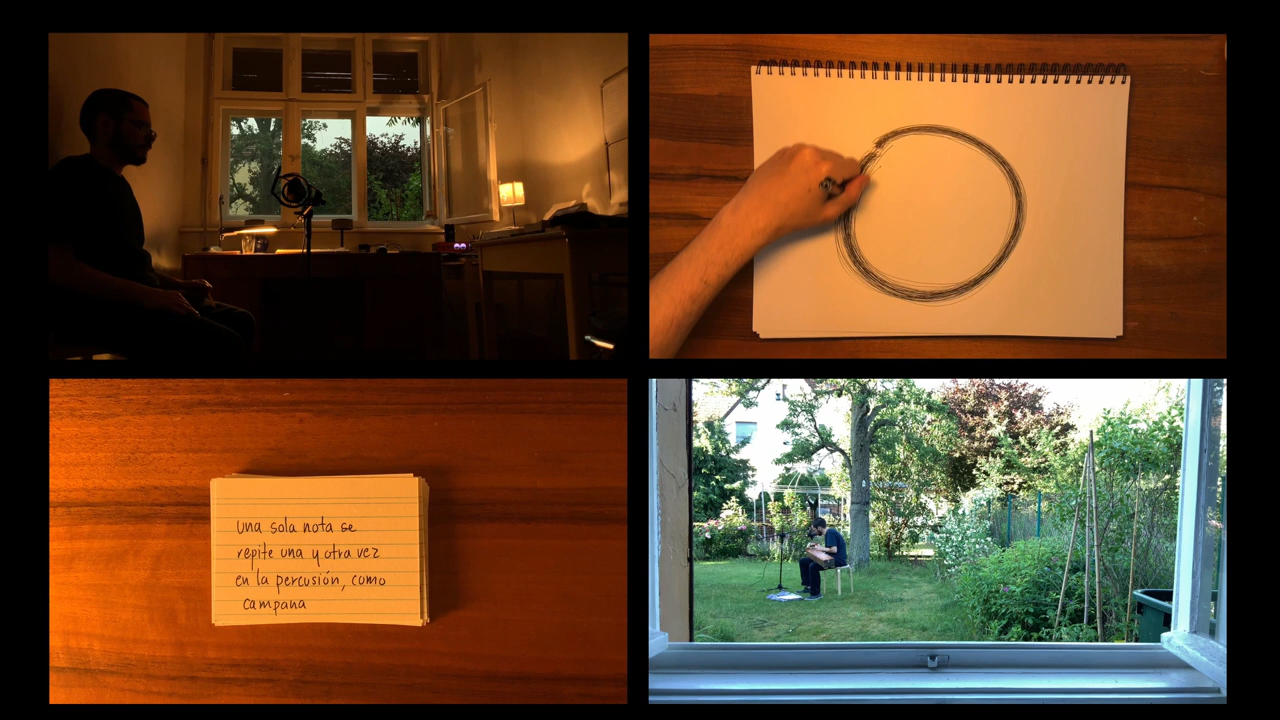 una sola nota se
repite una y otra vez
en la percusión, como
campana